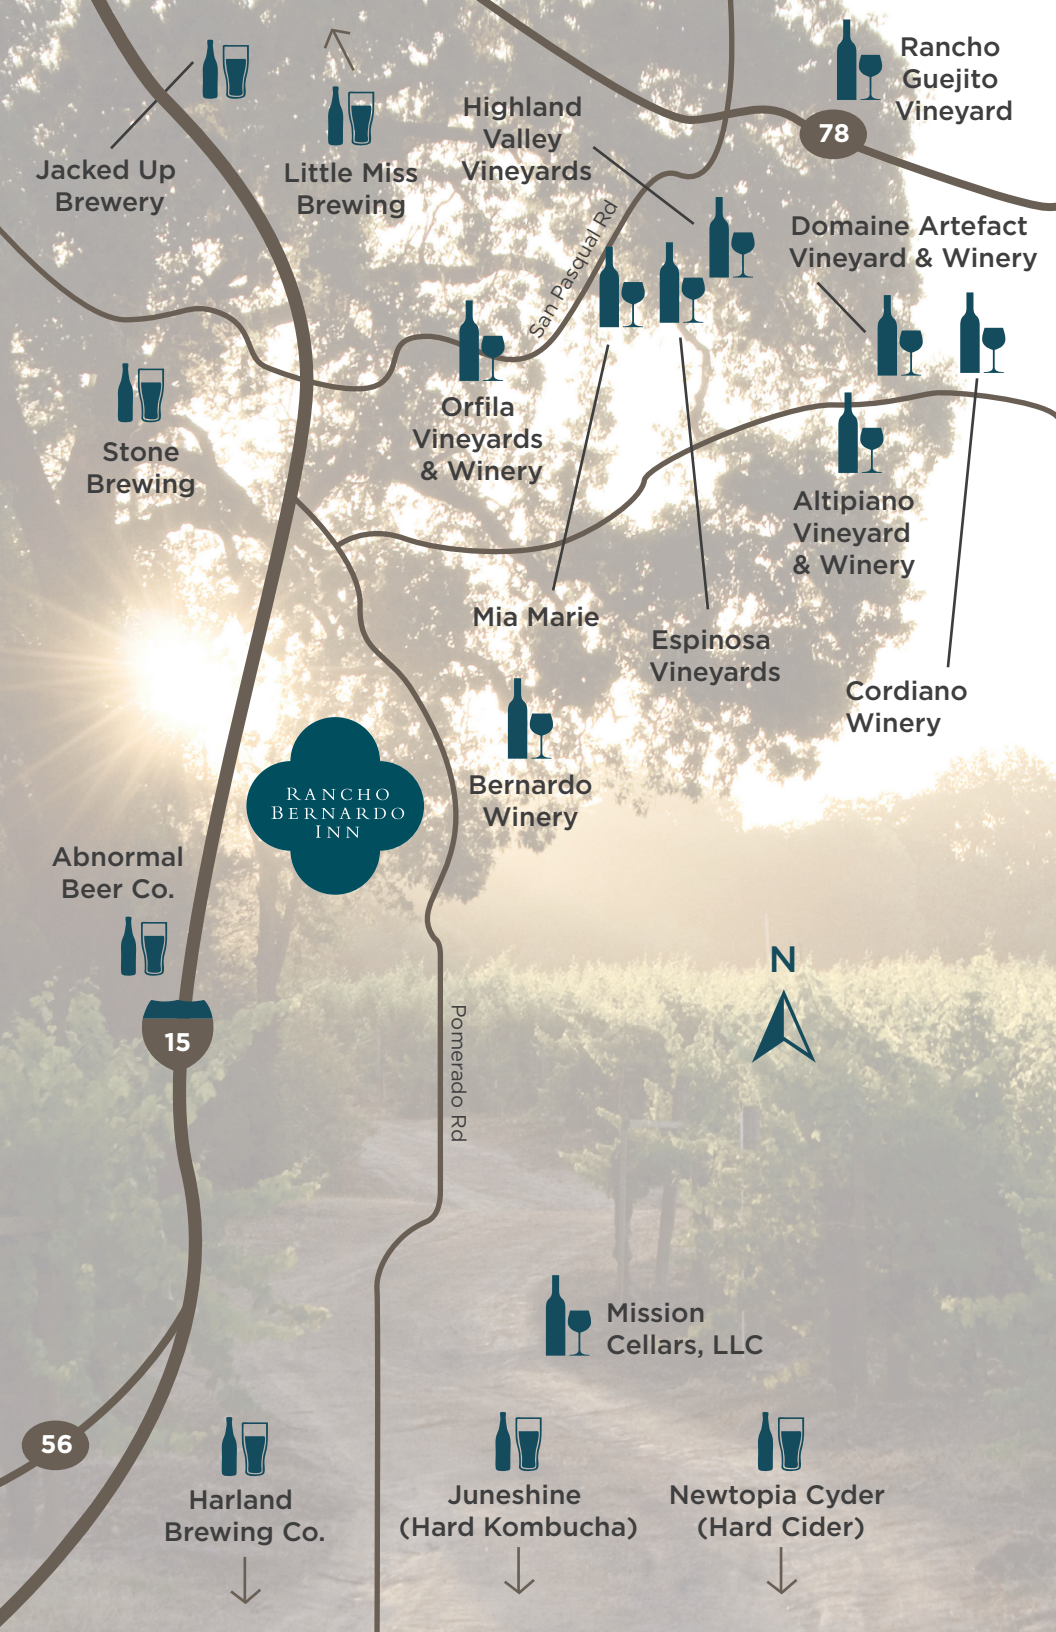 Rancho
Guejito
Vineyard
78
Highland
Valley
Vineyards
Jacked Up
Brewery
Little Miss
Brewing
San Pasqual Rd
Domaine Artefact
Vineyard & Winery
Stone
Brewing
Orfila
Vineyards
& Winery
Altipiano
Vineyard
& Winery
Mia Marie
Espinosa
Vineyards
Cordiano
Winery
Bernardo
Winery
RANCHO
BERNARDO
INN
Abnormal
Beer Co.
N
15
Pomerado Rd
Mission
Cellars, LLC
56
Harland
Brewing Co.
Juneshine
(Hard Kombucha)
Newtopia Cyder
(Hard Cider)